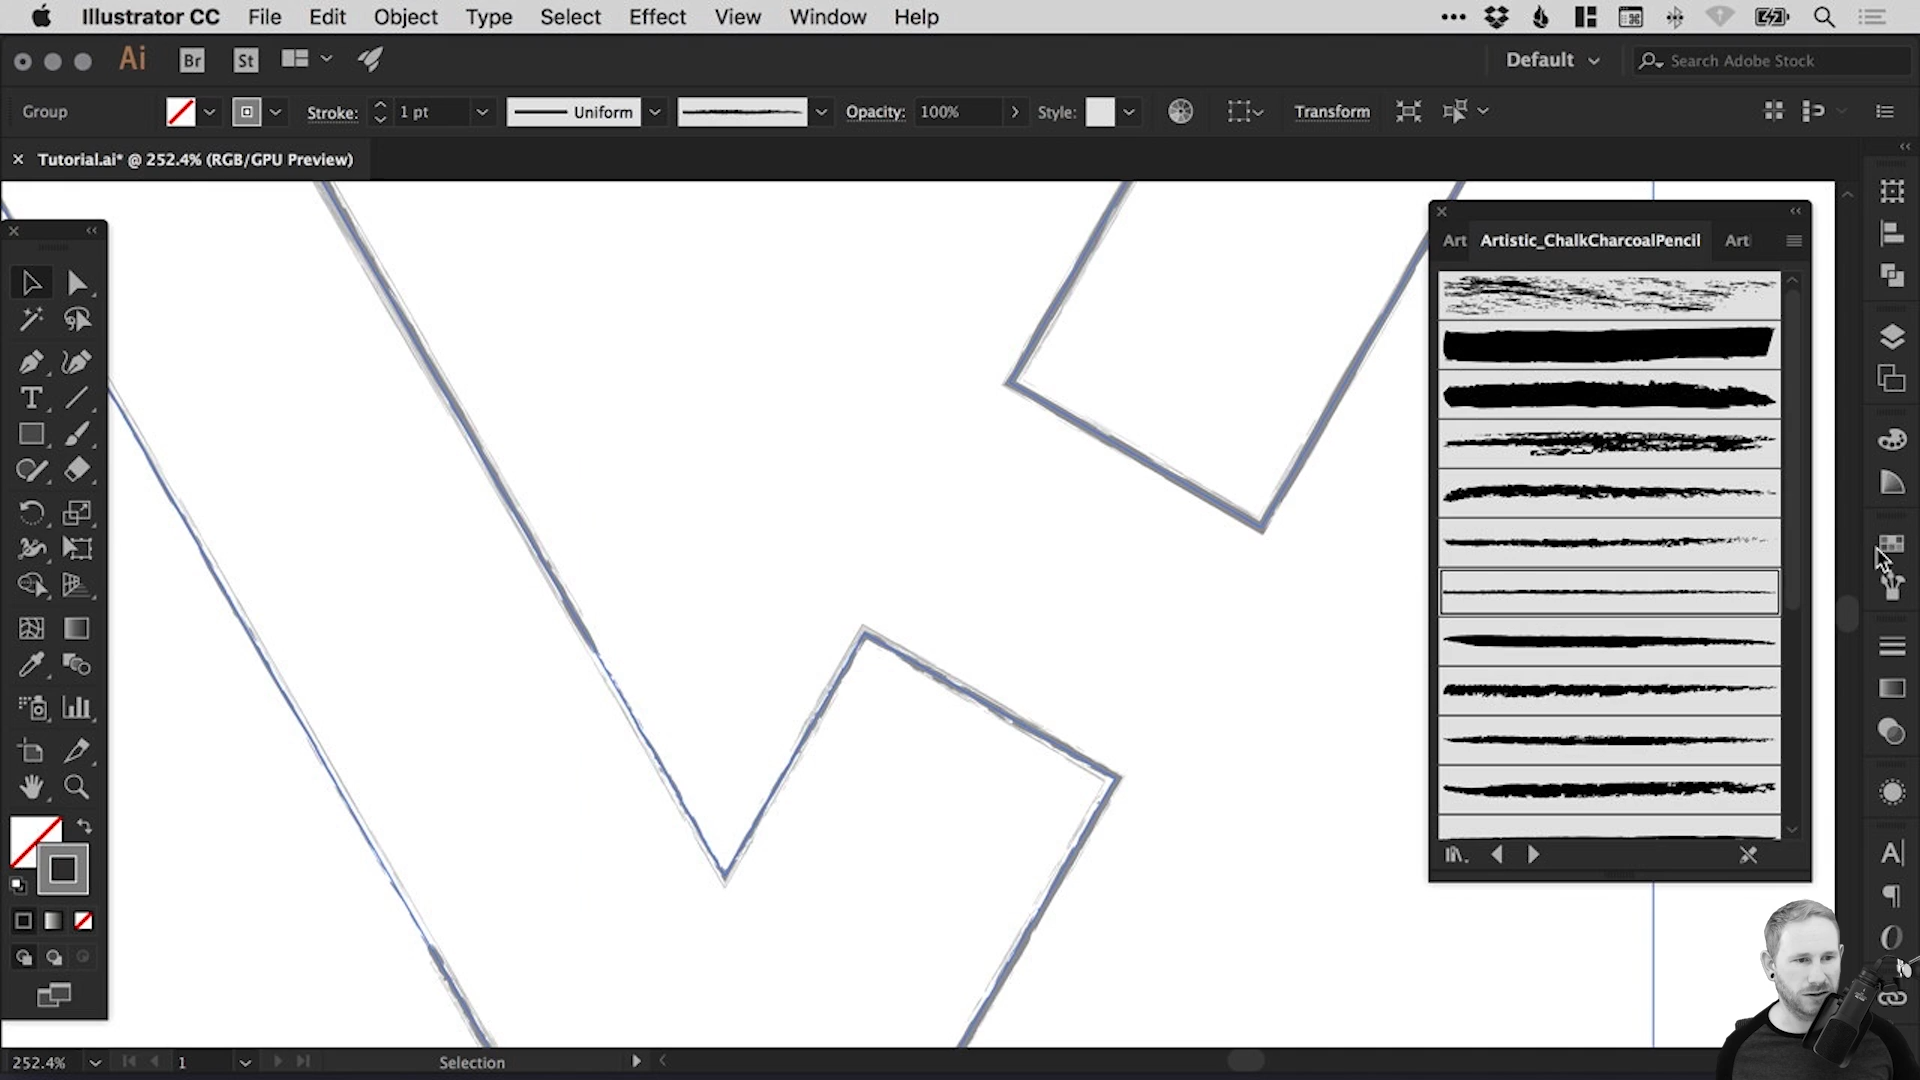 Illustrator CC File Edit Object Type Select Effect View Window Help
Ai Br St Default Search Adobe Stock
Group Stroke: 1 pt Uniform Opacity: 100% Style: Transform
Tutorial.ai* @ 252.4% (RGB/GPU Preview)
Art Artistic_ChalkCharcoalPencil Art
252.4% 1 Selection